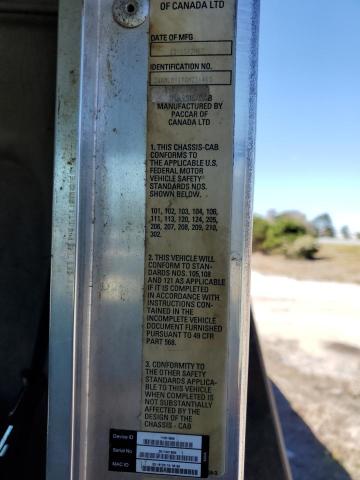 OF CANADA LTD
DATE OF MFG
IDENTIFICATION NO.
MANUFACTURED BY
PACCAR OF
CANADA LTD
1. THIS CHASSIS-CAB
CONFORMS TO
THE APPLICABLE U.S.
FEDERAL MOTOR
VEHICLE SAFETY
STANDARDS NOS.
SHOWN BELOW.
101, 102, 103, 104, 106,
111, 113, 120, 124, 205,
206, 207, 208, 209, 210,
302.
2. THIS VEHICLE WILL
CONFORM TO STAN-
DARDS NOS. 105, 108
AND 121 AS APPLICABLE
IF IT IS COMPLETED
IN ACCORDANCE WITH
INSTRUCTIONS CON-
TAINED IN THE
INCOMPLETE VEHICLE
DOCUMENT FURNISHED
PURSUANT TO 49 CFR
PART 568.
3. CONFORMITY TO
THE OTHER SAFETY
STANDARDS APPLICA-
BLE TO THIS VEHICLE
WHEN COMPLETED IS
NOT SUBSTANTIALLY
AFFECTED BY THE
DESIGN OF THE
CHASSIS - CAB
Device ID
Serial No
MAC ID